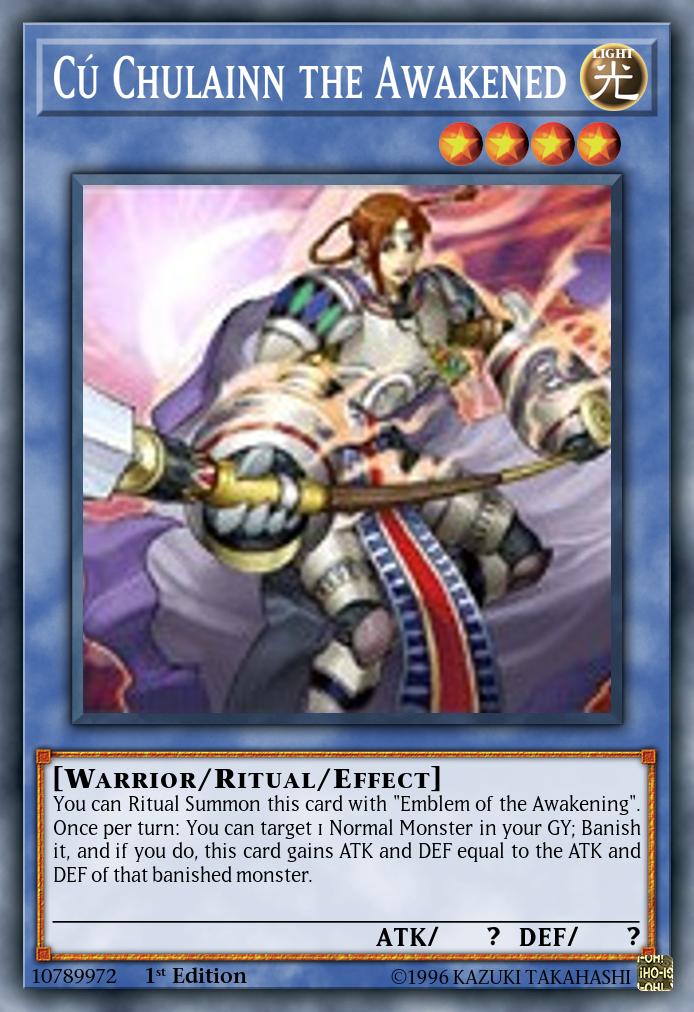 Cú Chulainn the Awakened
LIGHT
光
[Warrior/Ritual/Effect]
You can Ritual Summon this card with "Emblem of the Awakening".
Once per turn: You can target 1 Normal Monster in your GY; Banish
it, and if you do, this card gains ATK and DEF equal to the ATK and
DEF of that banished monster.
ATK/ ? DEF/ ?
10789972 1st Edition ©1996 KAZUKI TAKAHASHI